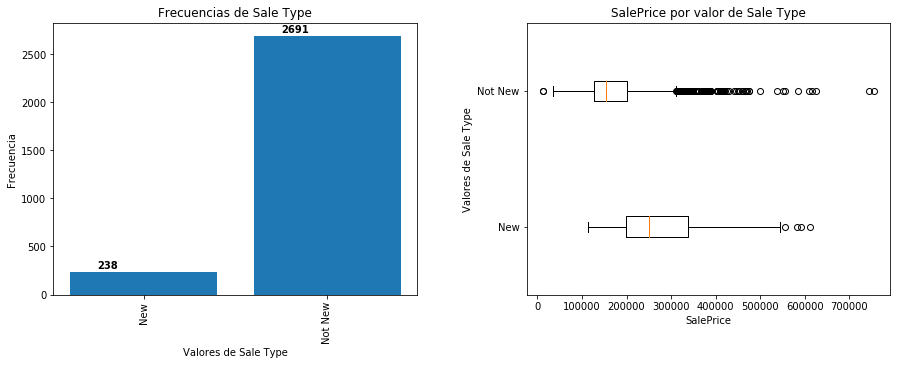 Frecuencias de Sale Type
2691
238
2500
2000
1500
1000
500
0
Frecuencia
New
Not New
Valores de Sale Type
SalePrice por valor de Sale Type
Valores de Sale Type
Not New
New
0
100000
200000
300000
400000
500000
600000
700000
SalePrice